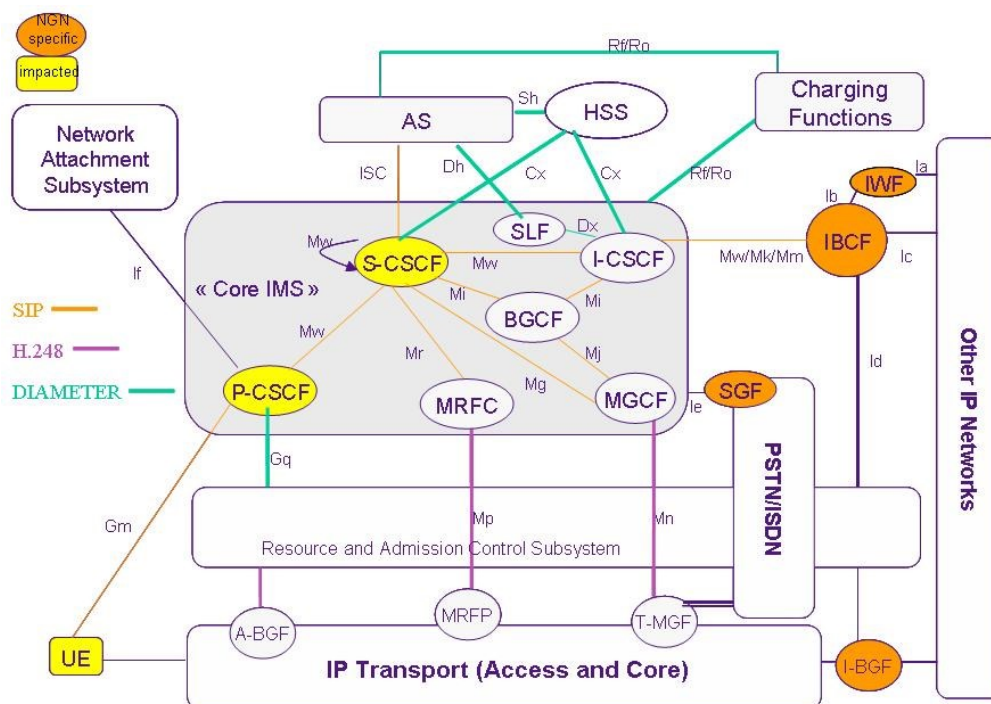 NGN
specific
impacted
Rf/Ro
Network
Attachment
Subsystem
AS
Sh
HSS
Charging
Functions
ISC
Dh
Cx
Cx
Rf/Ro
Ia
IWF
Ib
SLF
Dx
Mw
S-CSCF
Mw
I-CSCF
IBCF
Mw/Mk/Mm
Ic
If
« Core IMS »
Mi
Mi
BGCF
SIP
Mw
Mr
Mj
Id
H.248
Mg
DIAMETER
P-CSCF
MRFC
MGCF
Ie
SGF
Other IP Networks
PSTN/ISDN
Gq
Gm
Mp
Mn
Resource and Admission Control Subsystem
A-BGF
MRFP
T-MGF
UE
IP Transport (Access and Core)
I-BGF